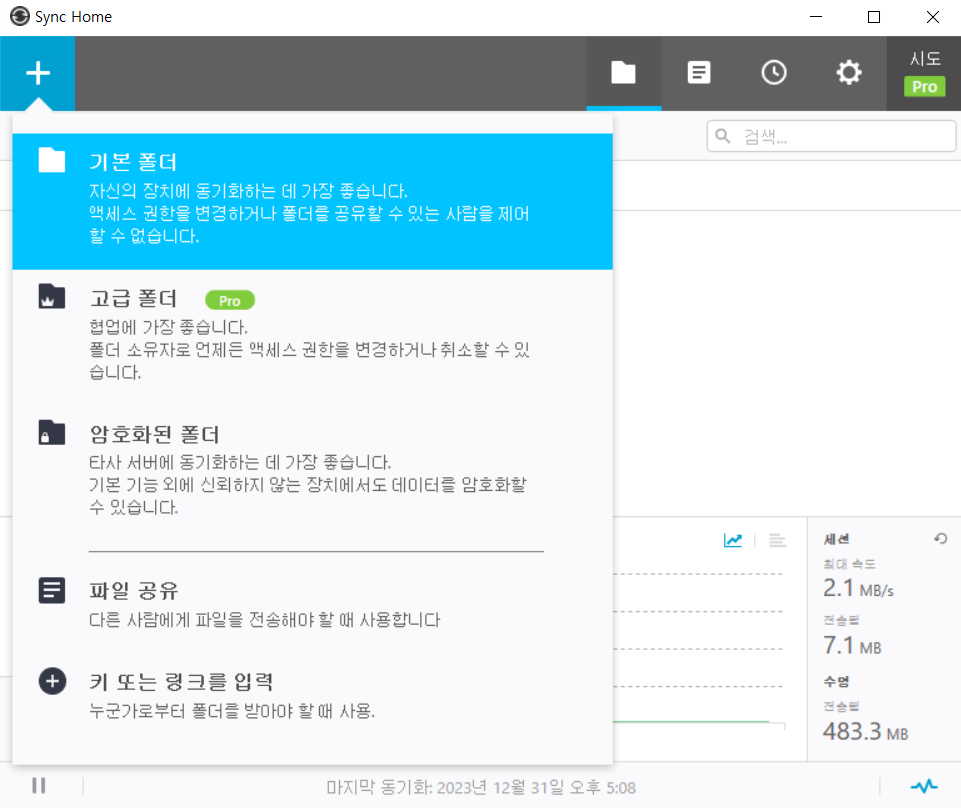 Sync Home
시도
Pro
검색...
기본 폴더
자신의 장치에 동기화하는 데 가장 좋습니다.
액세스 권한을 변경하거나 폴더를 공유할 수 있는 사람을 제어
할 수 없습니다.
고급 폴더 Pro
협업에 가장 좋습니다.
폴더 소유자로 언제든 액세스 권한을 변경하거나 취소할 수 있
습니다.
암호화된 폴더
타사 서버에 동기화하는 데 가장 좋습니다.
기본 기능 외에 신뢰하지 않는 장치에서도 데이터를 암호화할
수 있습니다.
파일 공유
다른 사람에게 파일을 전송해야 할 때 사용합니다
키 또는 링크를 입력
누군가로부터 폴더를 받아야 할 때 사용.
세션
최대 속도
2.1 MB/s
전송됨
7.1 MB
수명
전송됨
483.3 MB
마지막 동기화: 2023년 12월 31일 오후 5:08